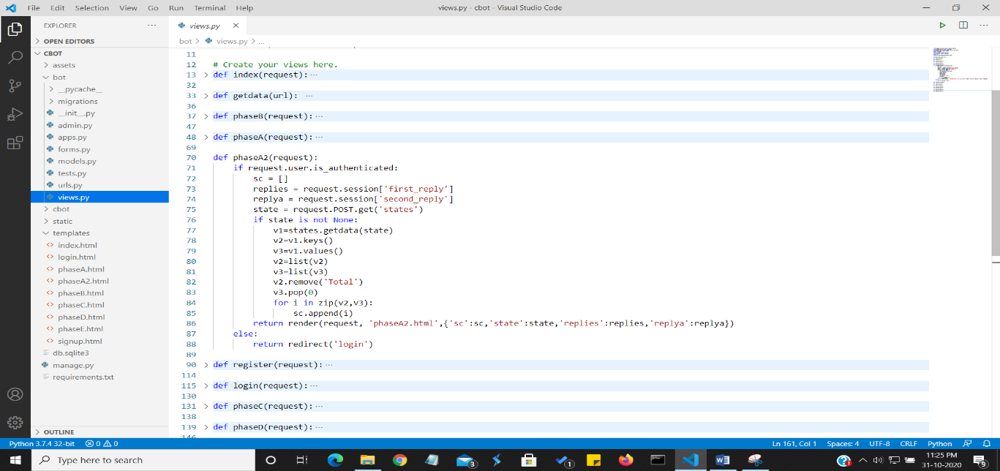 File Edit Selection View Go Run Terminal Help views.py - cbot - Visual Studio Code
EXPLORER ···
OPEN EDITORS
CBOT
assets
bot
__pycache__
migrations
__init__.py
admin.py
apps.py
forms.py
models.py
tests.py
urls.py
views.py
cbot
static
templates
index.html
login.html
phaseA.html
phaseA2.html
phaseB.html
phaseC.html
phaseD.html
phaseE.html
signup.html
db.sqlite3
manage.py
requirements.txt
OUTLINE
views.py
bot > views.py > ...
11
12 # Create your views here.
13 > def index(request): ···
32
33 > def getdata(url): ···
36
37 > def phaseB(request): ···
47
48 > def phaseA(request): ···
69
70 def phaseA2(request):
71 if request.user.is_authenticated:
72 sc = []
73 replies = request.session['first_reply']
74 replya = request.session['second_reply']
75 state = request.POST.get('states')
76 if state is not None:
77 v1=states.getdata(state)
78 v2=v1.keys()
79 v3=v1.values()
80 v2=list(v2)
81 v3=list(v3)
82 v2.remove('Total')
83 v3.pop(0)
84 for i in zip(v2,v3):
85 sc.append(i)
86 return render(request, 'phaseA2.html',{'sc':sc,'state':state,'replies':replies,'replya':replya})
87 else:
88 return redirect('login')
89
90 > def register(request): ···
114
115 > def login(request): ···
130
131 > def phaseC(request): ···
138
139 > def phaseD(request): ···
146
Python 3.7.4 32-bit 0 0 Ln 161, Col 1 Spaces: 4 UTF-8 CRLF Python
Type here to search
3
1
11:25 PM
31-10-2020
9